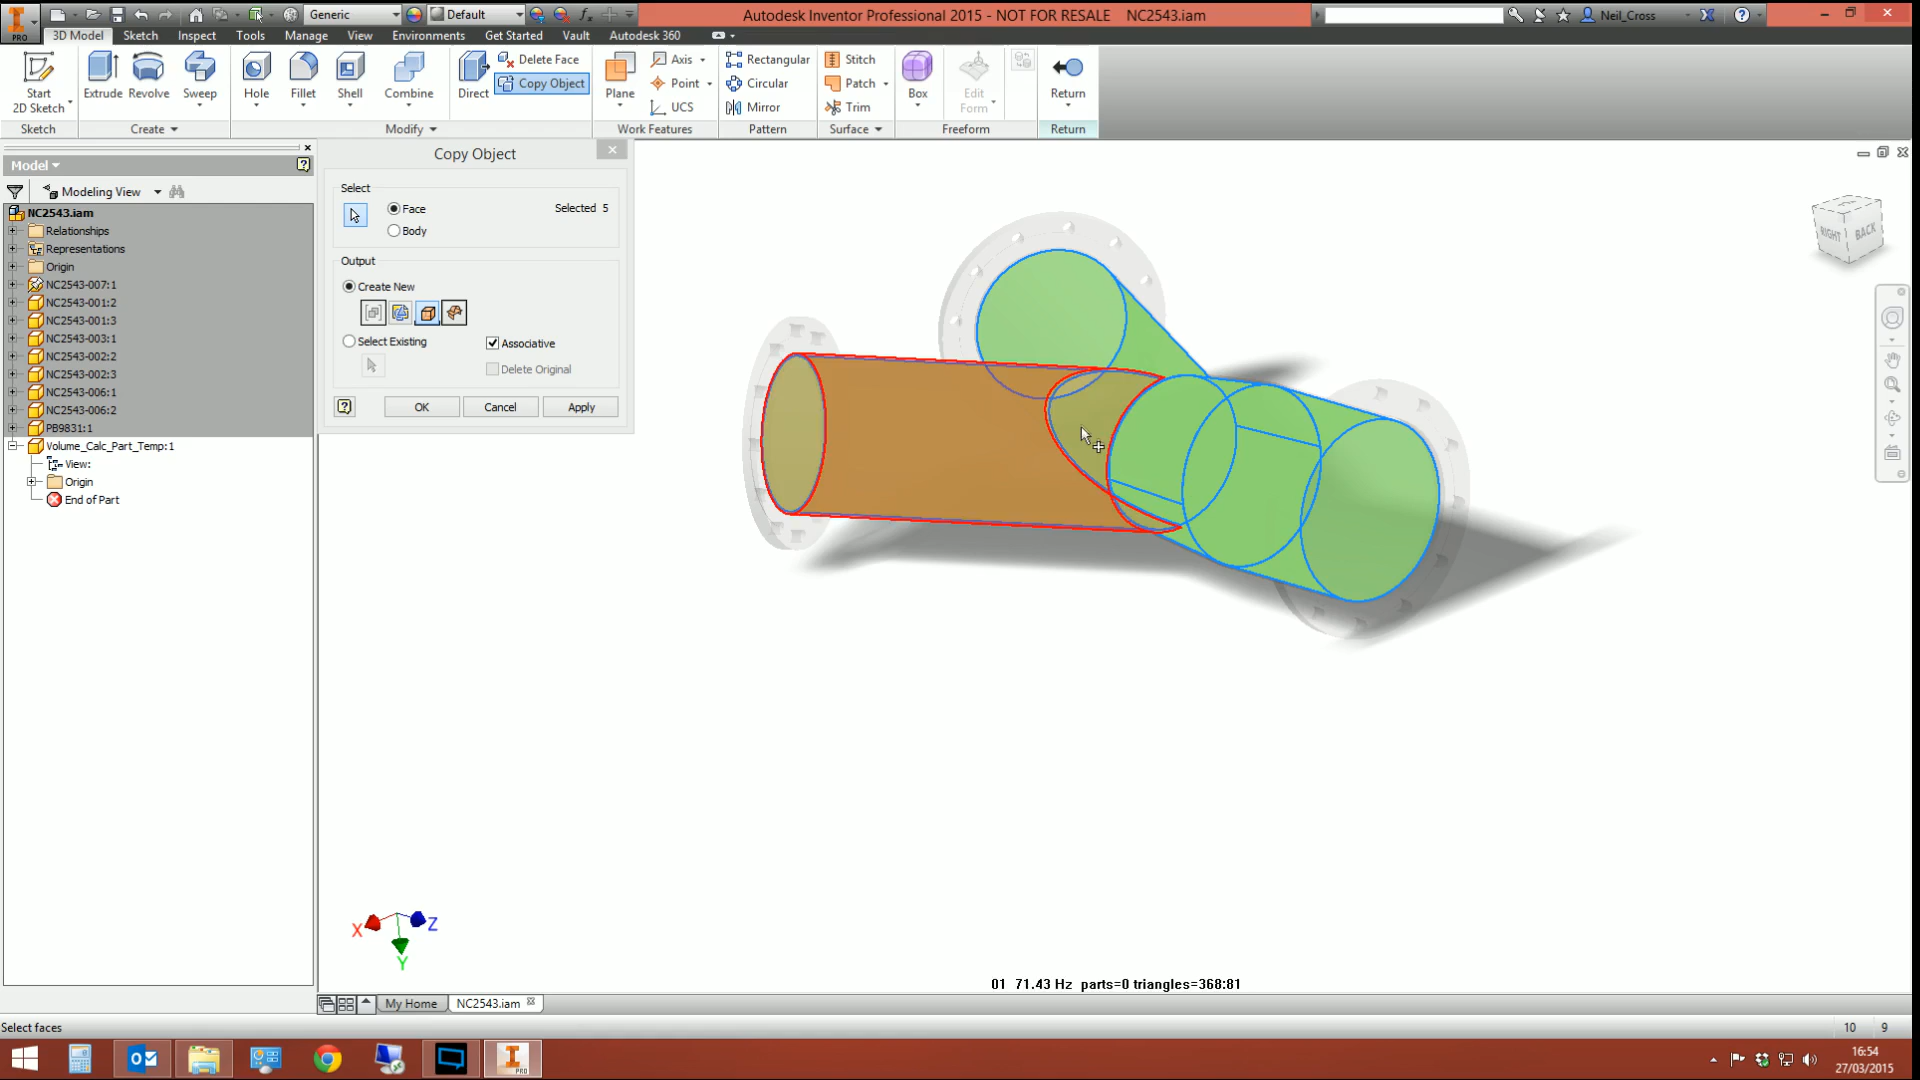 Generic
Default
Autodesk Inventor Professional 2015 - NOT FOR RESALE NC2543.iam
Neil_Cross
PRO
3D Model
Sketch
Inspect
Tools
Manage
View
Environments
Get Started
Vault
Autodesk 360
Start
2D Sketch
Extrude
Revolve
Sweep
Hole
Fillet
Shell
Combine
Direct
Delete Face
Copy Object
Plane
Axis
Point
UCS
Rectangular
Circular
Mirror
Stitch
Patch
Trim
Box
Edit
Form
Return
Sketch
Create
Modify
Work Features
Pattern
Surface
Freeform
Return
Model
Modeling View
NC2543.iam
Relationships
Representations
Origin
NC2543-007:1
NC2543-001:2
NC2543-001:3
NC2543-003:1
NC2543-002:2
NC2543-002:3
NC2543-006:1
NC2543-006:2
PB9831:1
Volume_Calc_Part_Temp:1
View:
Origin
End of Part
Copy Object
Select
Face
Selected 5
Body
Output
Create New
Select Existing
Associative
Delete Original
OK
Cancel
Apply
RIGHT
BACK
X
Z
Y
01 71.43 Hz parts=0 triangles=368:81
My Home
NC2543.iam
Select faces
10
9
PRO
16:54
27/03/2015